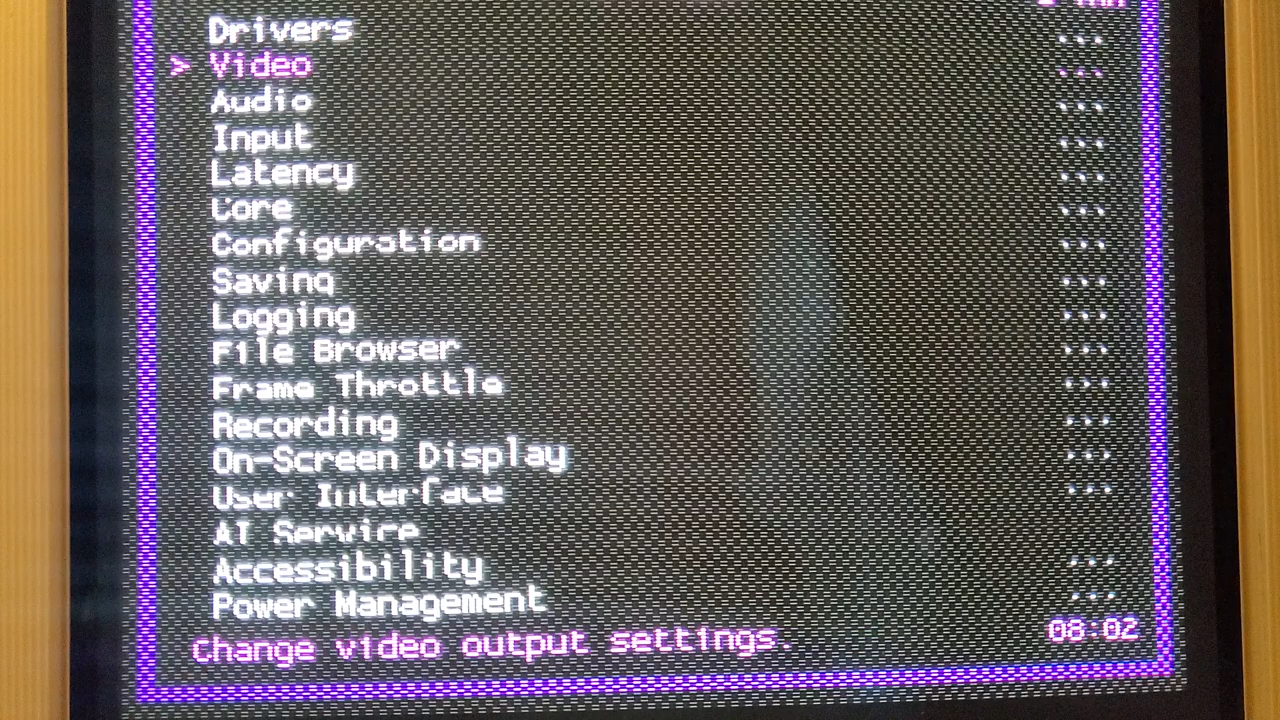 Drivers ...
> Video ...
Audio ...
Input ...
Latency ...
Core ...
Configuration ...
Saving ...
Logging ...
File Browser ...
Frame Throttle ...
Recording ...
On-Screen Display ...
User Interface ...
AI Service
Accessibility ...
Power Management ...
Change video output settings.
08:02